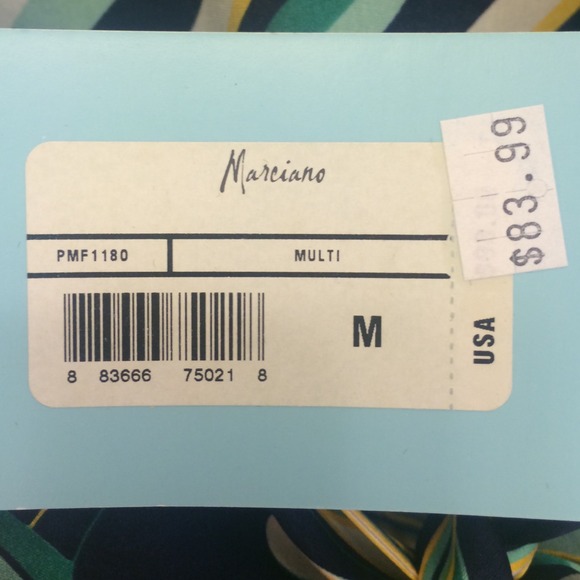 Marciano
$83.99
PMF1180
MULTI
M
USA
8 83666 75021 8